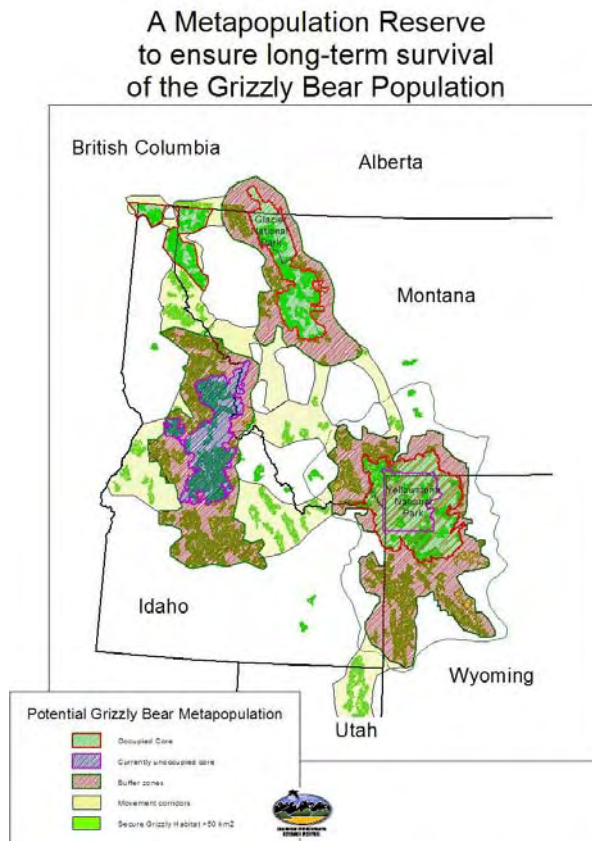 A Metapopulation Reserve
to ensure long-term survival
of the Grizzly Bear Population
British Columbia
Alberta
Glacier
National
Park
Montana
Yellowstone
National
Park
Idaho
Wyoming
Utah
Potential Grizzly Bear Metapopulation
Occupied Core
Currently unoccupied core
Buffer zones
Movement corridors
Secure Grizzly Habitat >50 km2